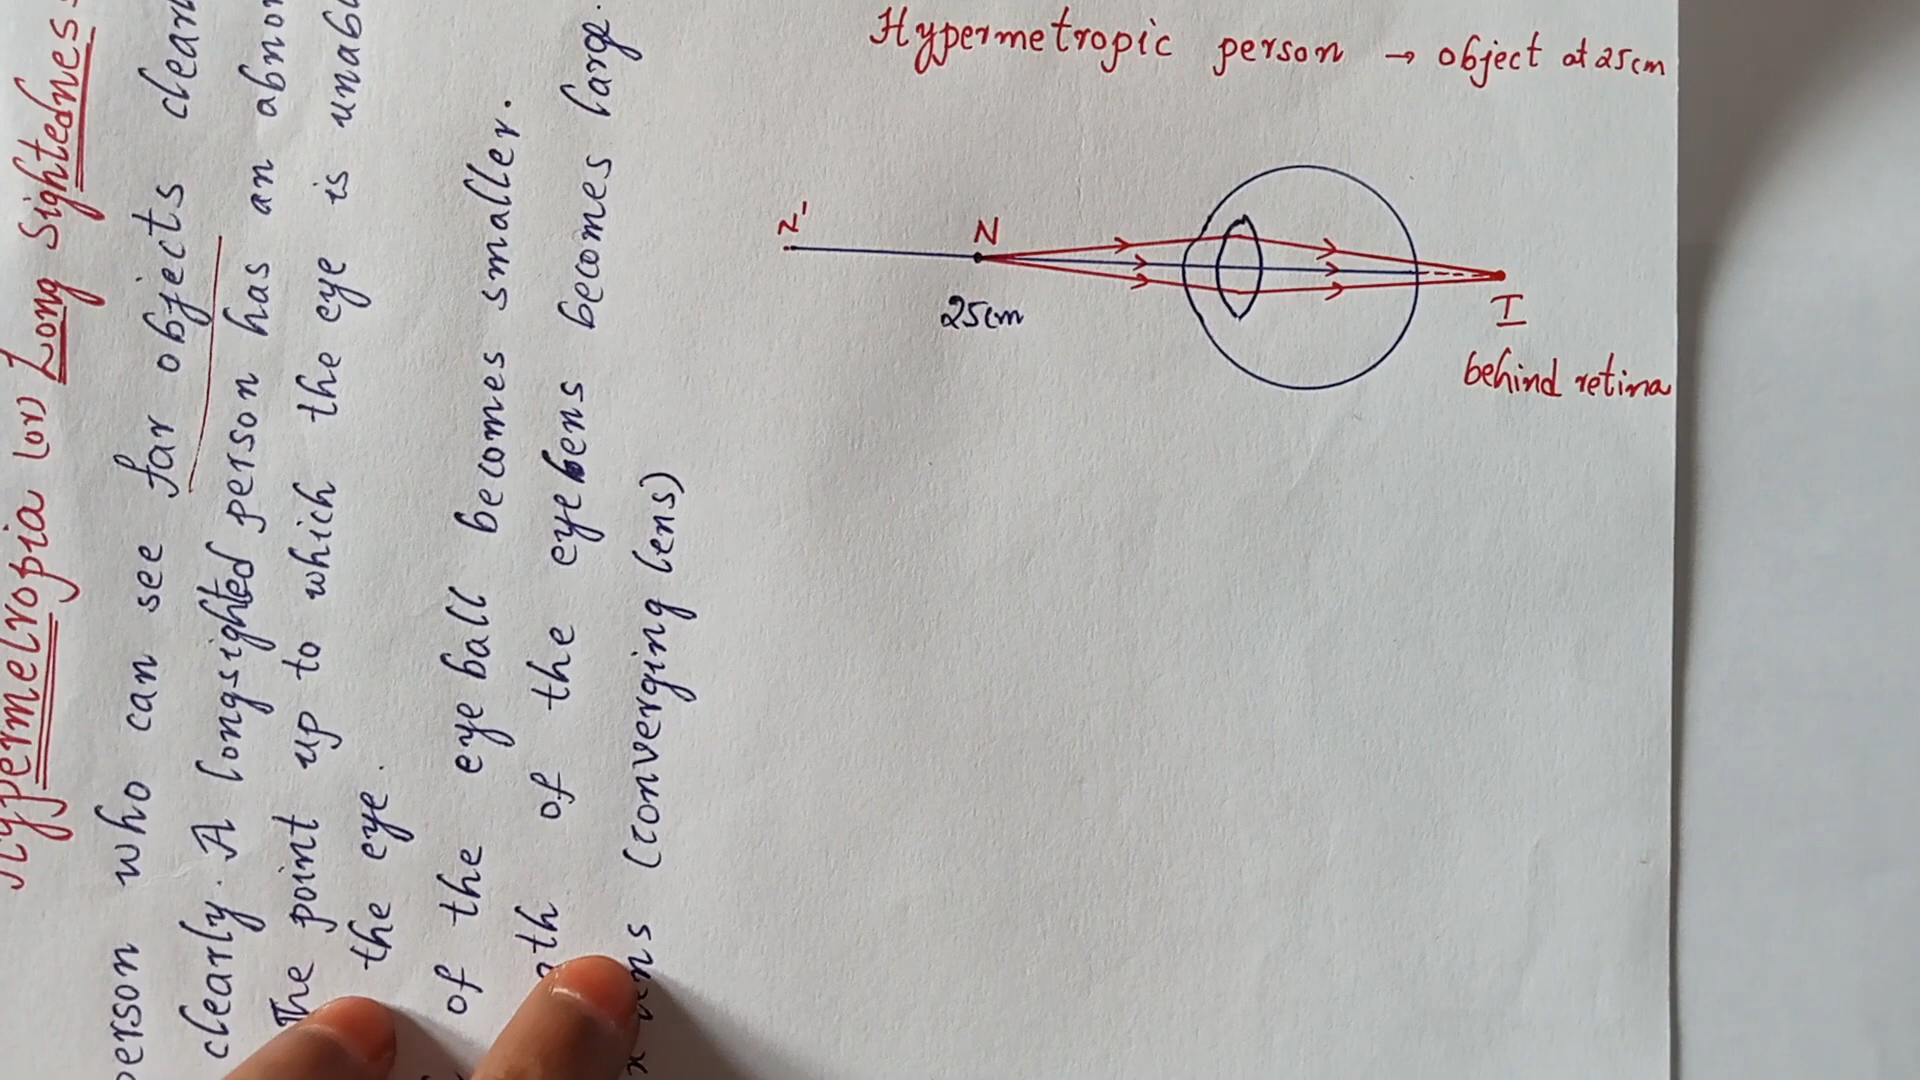 Hypermetropia (or) Long Sightedness:
person who can see far objects clear
clearly. A longsighted person has an abnor
The point up to which the eye is unab
the eye.
of the eye ball becomes smaller.
of the eye lens becomes large.
(converging lens)
Hypermetropic person → object at 25cm
N'
N
25cm
I
behind retina